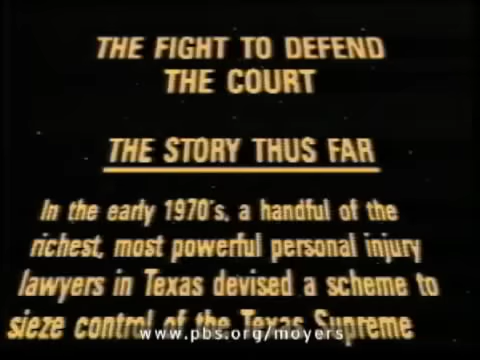 THE FIGHT TO DEFEND
THE COURT
THE STORY THUS FAR
In the early 1970's, a handful of the
richest, most powerful personal injury
lawyers in Texas devised a scheme to
sieze control of the Texas Supreme
www.pbs.org/moyers